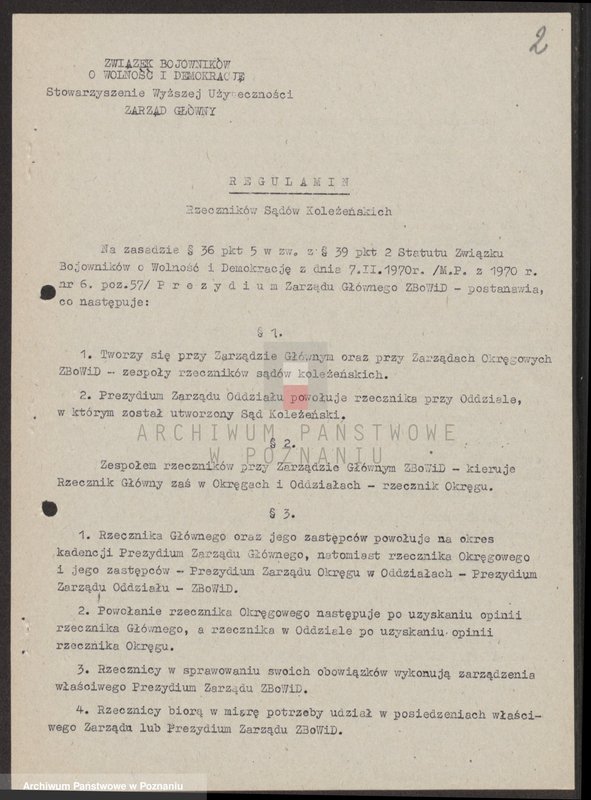 2
ZWIĄZEK BOJOWNIKÓW
O WOLNOŚĆ I DEMOKRACJĘ
Stowarzyszenie Wyższej Użyteczności
ZARZĄD GŁÓWNY
R E G U L A M I N
Rzeczników Sądów Koleżeńskich
Na zasadzie § 36 pkt 5 w zw. z § 39 pkt 2 Statutu Związku
Bojowników o Wolność i Demokrację z dnia 7.II.1970r. /M.P. z 1970 r.
nr 6. poz.57/ P r e z y d i u m Zarządu Głównego ZBoWiD - postanawia,
co następuje:
§ 1.
1. Tworzy się przy Zarządzie Głównym oraz przy Zarządach Okręgowych
ZBoWiD - zespoły rzeczników sądów koleżeńskich.
2. Prezydium Zarządu Oddziału powołuje rzecznika przy Oddziale,
w którym został utworzony Sąd Koleżeński.
ARCHIWUM PAŃSTWOWE
W POZNANIU
§ 2.
Zespołem rzeczników przy Zarządzie Głównym ZBoWiD - kieruje
Rzecznik Główny zaś w Okręgach i Oddziałach - rzecznik Okręgu.
§ 3.
1. Rzecznika Głównego oraz jego zastępców powołuje na okres
kadencji Prezydium Zarządu Głównego, natomiast rzecznika Okręgowego
i jego zastępców - Prezydium Zarządu Okręgu w Oddziałach - Prezydium
Zarządu Oddziału - ZBoWiD.
2. Powołanie rzecznika Okręgowego następuje po uzyskaniu opinii
rzecznika Głównego, a rzecznika w Oddziale po uzyskaniu opinii
rzecznika Okręgu.
3. Rzecznicy w sprawowaniu swoich obowiązków wykonują zarządzenia
właściwego Prezydium Zarządu ZBoWiD.
4. Rzecznicy biorą w miarę potrzeby udział w posiedzeniach właści-
wego Zarządu lub Prezydium Zarządu ZBoWiD.
Archiwum Państwowe w Poznaniu